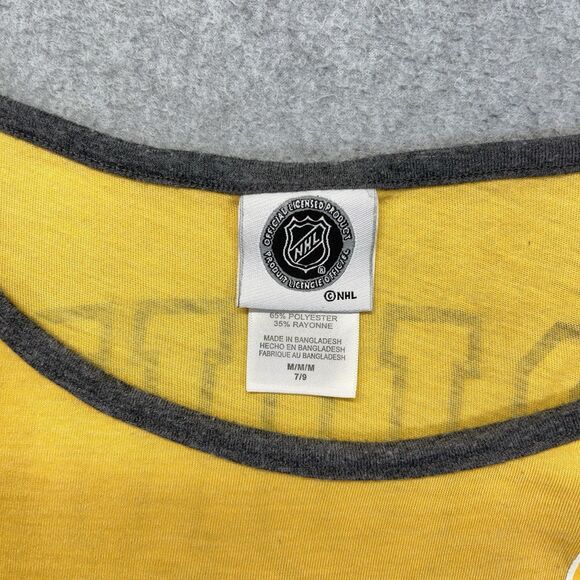 OFFICIAL LICENSED PRODUCT
NHL
®
PRODUIT LICENCIÉ OFFICIEL
©NHL
65% POLYESTER
35% RAYONNE
MADE IN BANGLADESH
HECHO EN BANGLADESH
FABRIQUE AU BANGLADESH
M/M/M
7/9